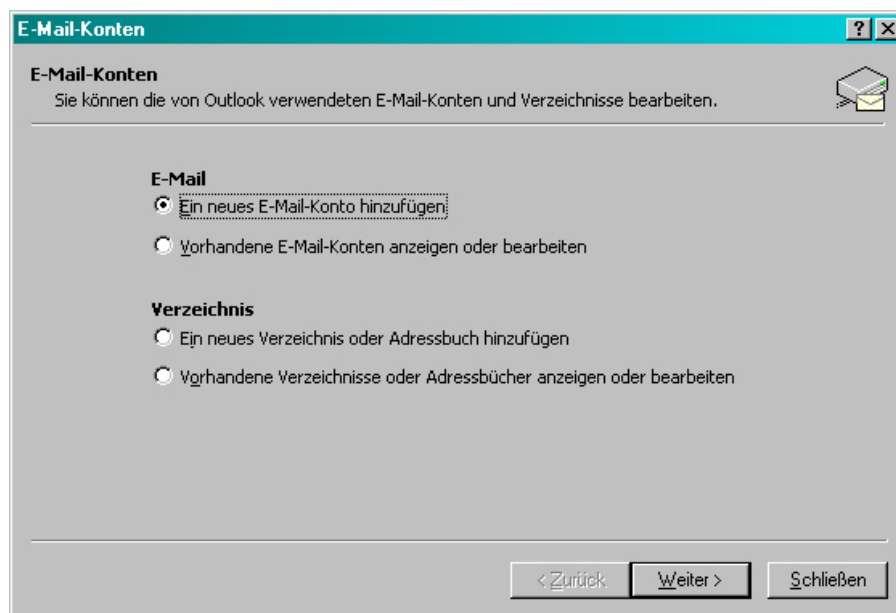 E-Mail-Konten
E-Mail-Konten
Sie können die von Outlook verwendeten E-Mail-Konten und Verzeichnisse bearbeiten.
E-Mail
Ein neues E-Mail-Konto hinzufügen
Vorhandene E-Mail-Konten anzeigen oder bearbeiten
Verzeichnis
Ein neues Verzeichnis oder Adressbuch hinzufügen
Vorhandene Verzeichnisse oder Adressbücher anzeigen oder bearbeiten
< Zurück Weiter > Schließen